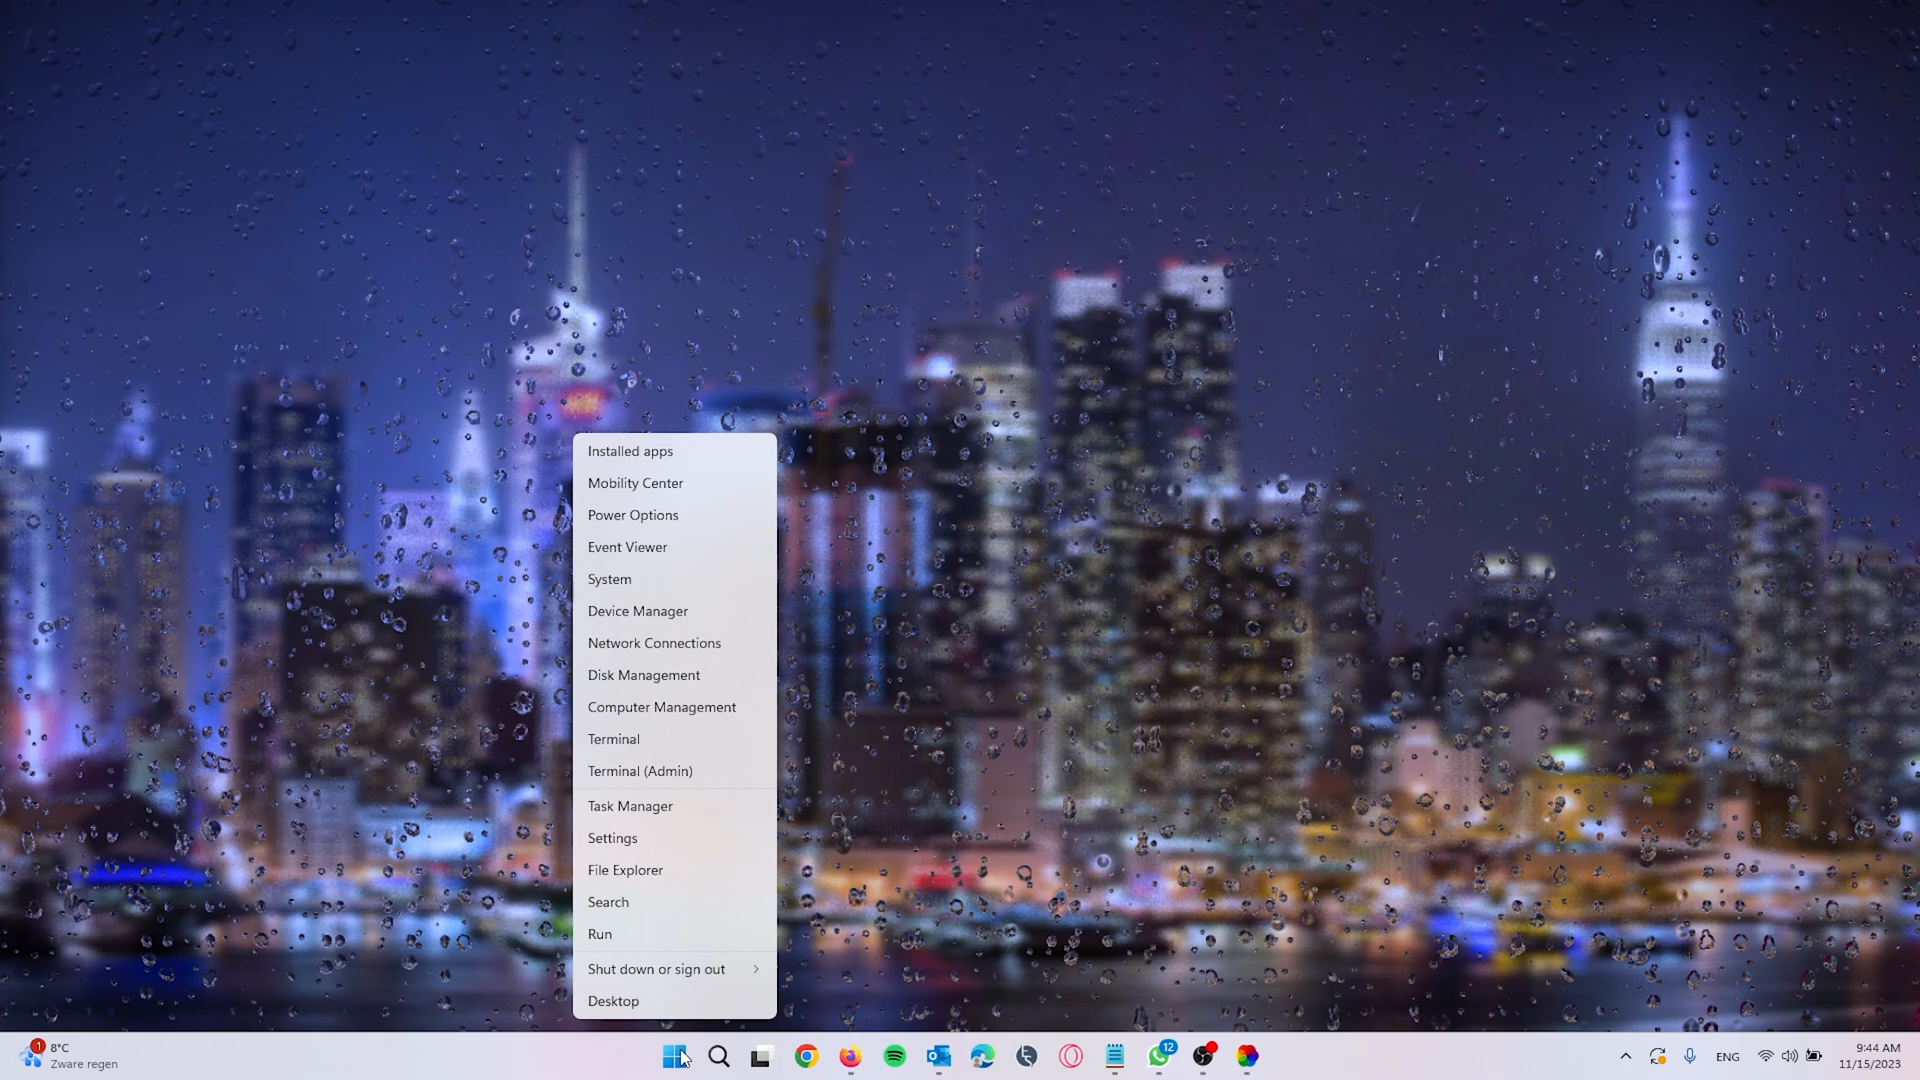 Installed apps
Mobility Center
Power Options
Event Viewer
System
Device Manager
Network Connections
Disk Management
Computer Management
Terminal
Terminal (Admin)
Task Manager
Settings
File Explorer
Search
Run
Shut down or sign out
Desktop
1
8°C
Zware regen
12
ENG
9:44 AM
11/15/2023